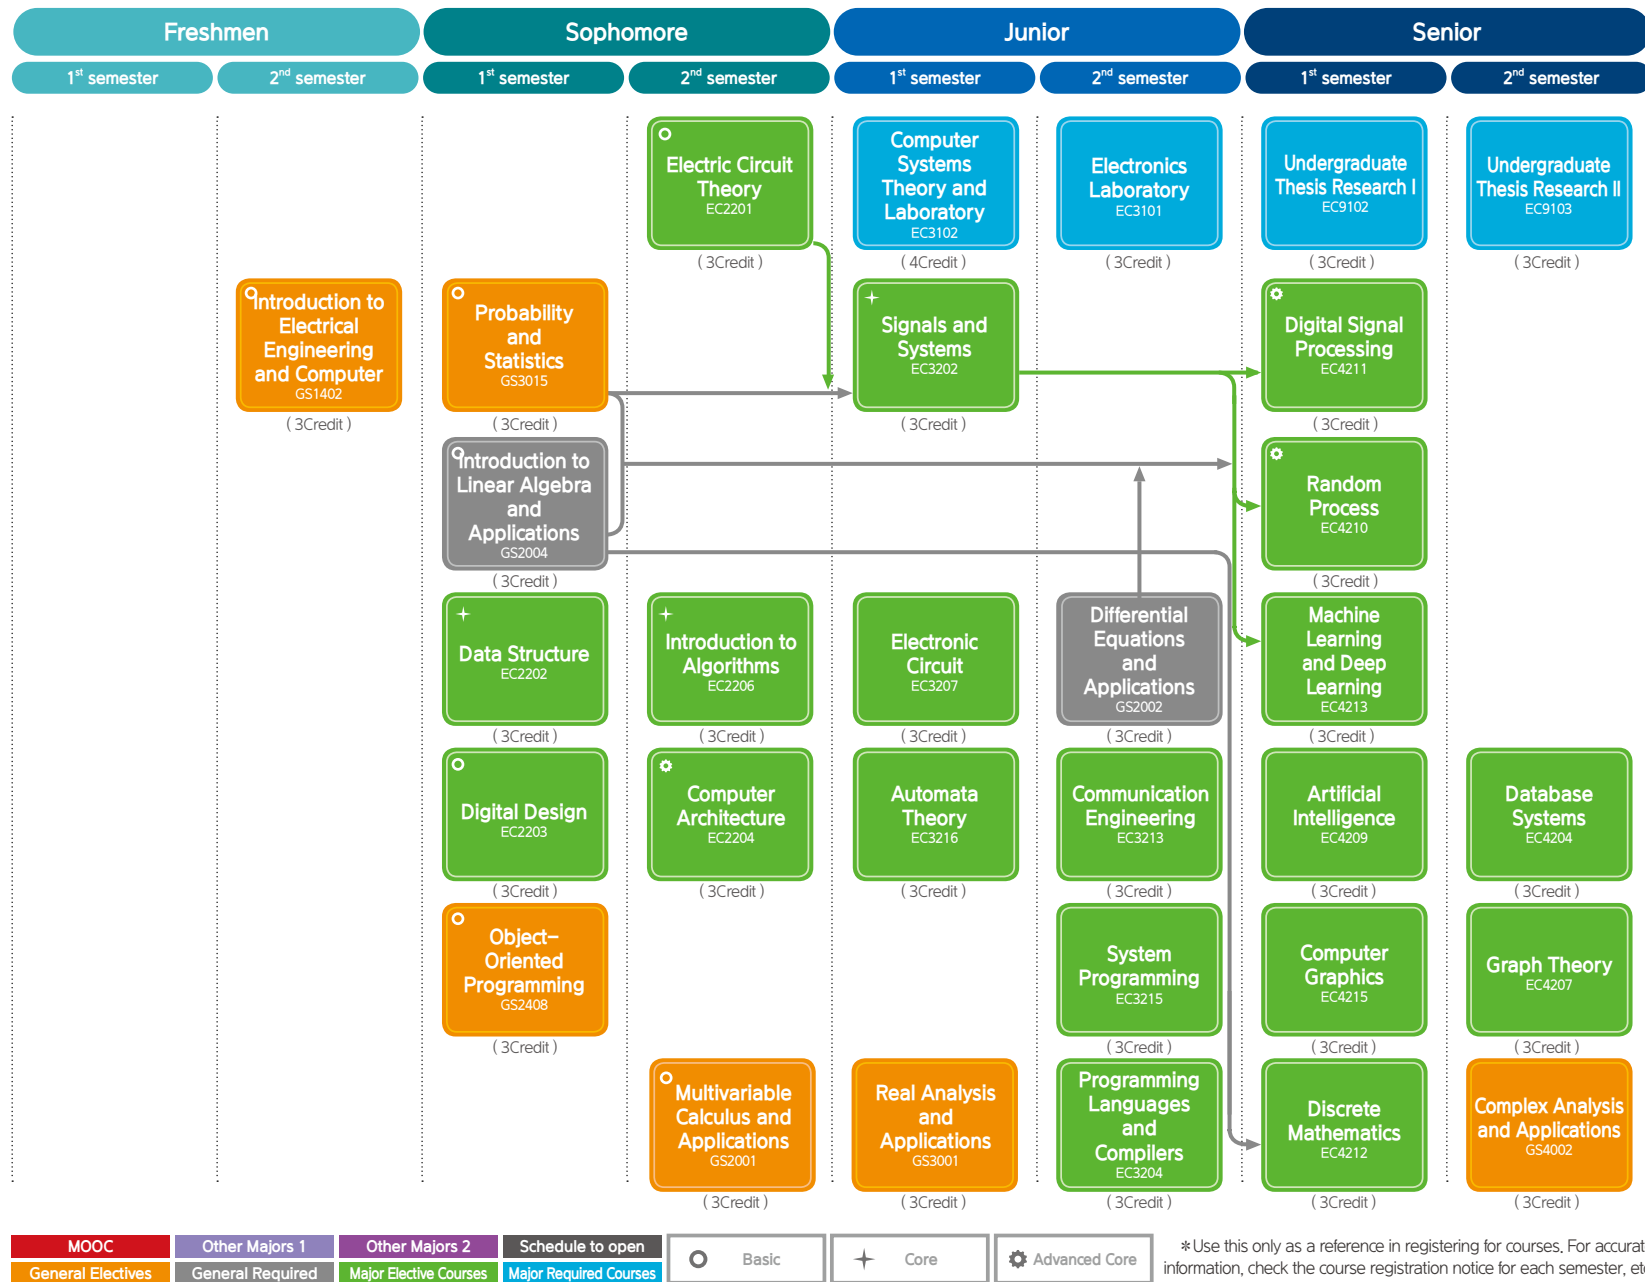 Freshmen
Sophomore
Junior
Senior
1st semester
2nd semester
1st semester
2nd semester
1st semester
2nd semester
1st semester
2nd semester
Electric Circuit
Theory
EC2201
(3Credit)
Computer
Systems
Theory and
Laboratory
EC3102
(4Credit)
Electronics
Laboratory
EC3101
(3Credit)
Undergraduate
Thesis Research I
EC9102
(3Credit)
Undergraduate
Thesis Research II
EC9103
(3Credit)
Introduction to
Electrical
Engineering
and Computer
GS1402
(3Credit)
Probability
and
Statistics
GS3015
(3Credit)
Signals and
Systems
EC3202
(3Credit)
Digital Signal
Processing
EC4211
(3Credit)
Introduction to
Linear Algebra
and
Applications
GS2004
(3Credit)
Random
Process
EC4210
(3Credit)
Data Structure
EC2202
(3Credit)
Introduction to
Algorithms
EC2206
(3Credit)
Electronic
Circuit
EC3207
(3Credit)
Differential
Equations
and
Applications
GS2002
(3Credit)
Machine
Learning
and Deep
Learning
EC4213
(3Credit)
Digital Design
EC2203
(3Credit)
Computer
Architecture
EC2204
(3Credit)
Automata
Theory
EC3216
(3Credit)
Communication
Engineering
EC3213
(3Credit)
Artificial
Intelligence
EC4209
(3Credit)
Database
Systems
EC4204
(3Credit)
Object-
Oriented
Programming
GS2408
(3Credit)
System
Programming
EC3215
(3Credit)
Computer
Graphics
EC4215
(3Credit)
Graph Theory
EC4207
(3Credit)
Multivariable
Calculus and
Applications
GS2001
(3Credit)
Real Analysis
and
Applications
GS3001
(3Credit)
Programming
Languages
and
Compilers
EC3204
(3Credit)
Discrete
Mathematics
EC4212
(3Credit)
Complex Analysis
and Applications
GS4002
(3Credit)
MOOC
Other Majors 1
Other Majors 2
Schedule to open
General Electives
General Required
Major Elective Courses
Major Required Courses
Basic
Core
Advanced Core
*Use this only as a reference in registering for courses. For accurat
information, check the course registration notice for each semester, etc